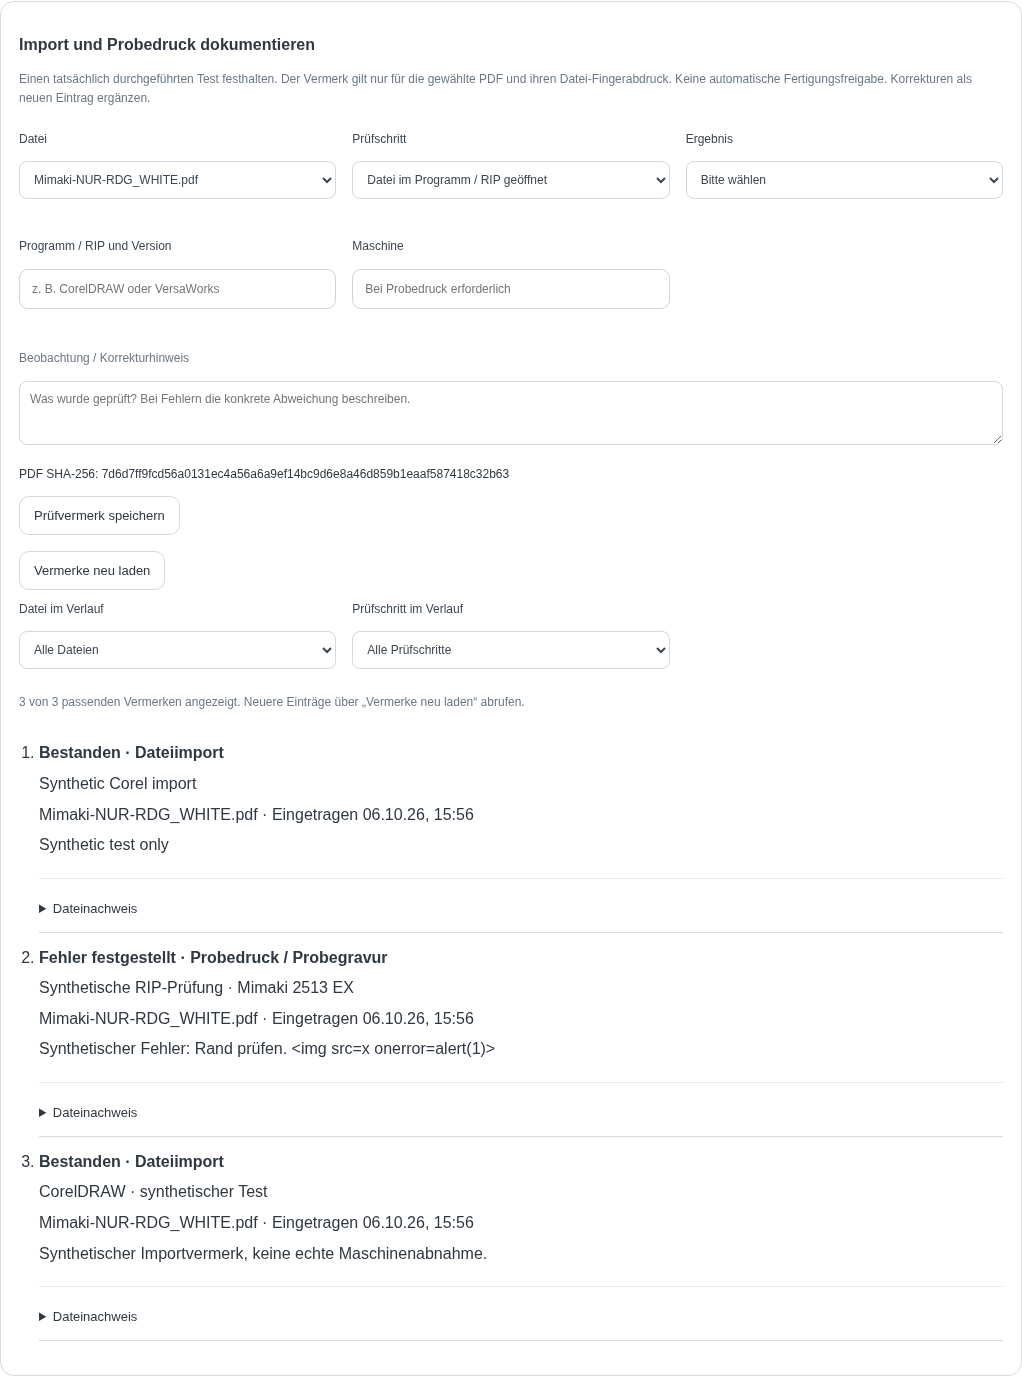 Import und Probedruck dokumentieren
Einen tatsächlich durchgeführten Test festhalten. Der Vermerk gilt nur für die gewählte PDF und ihren Datei-Fingerabdruck. Keine automatische Fertigungsfreigabe. Korrekturen als
neuen Eintrag ergänzen.
Datei
Prüfschritt
Ergebnis
Mimaki-NUR-RDG_WHITE.pdf
Datei im Programm / RIP geöffnet
Bitte wählen
Programm / RIP und Version
Maschine
z. B. CorelDRAW oder VersaWorks
Bei Probedruck erforderlich
Beobachtung / Korrekturhinweis
Was wurde geprüft? Bei Fehlern die konkrete Abweichung beschreiben.
PDF SHA-256: 7d6d7ff9fcd56a0131ec4a56a6a9ef14bc9d6e8a46d859b1eaaf587418c32b63
Prüfvermerk speichern
Vermerke neu laden
Datei im Verlauf
Prüfschritt im Verlauf
Alle Dateien
Alle Prüfschritte
3 von 3 passenden Vermerken angezeigt. Neuere Einträge über „Vermerke neu laden“ abrufen.
1. Bestanden · Dateiimport
Synthetic Corel import
Mimaki-NUR-RDG_WHITE.pdf · Eingetragen 06.10.26, 15:56
Synthetic test only
Dateinachweis
2. Fehler festgestellt · Probedruck / Probegravur
Synthetische RIP-Prüfung · Mimaki 2513 EX
Mimaki-NUR-RDG_WHITE.pdf · Eingetragen 06.10.26, 15:56
Synthetischer Fehler: Rand prüfen. <img src=x onerror=alert(1)>
Dateinachweis
3. Bestanden · Dateiimport
CorelDRAW · synthetischer Test
Mimaki-NUR-RDG_WHITE.pdf · Eingetragen 06.10.26, 15:56
Synthetischer Importvermerk, keine echte Maschinenabnahme.
Dateinachweis